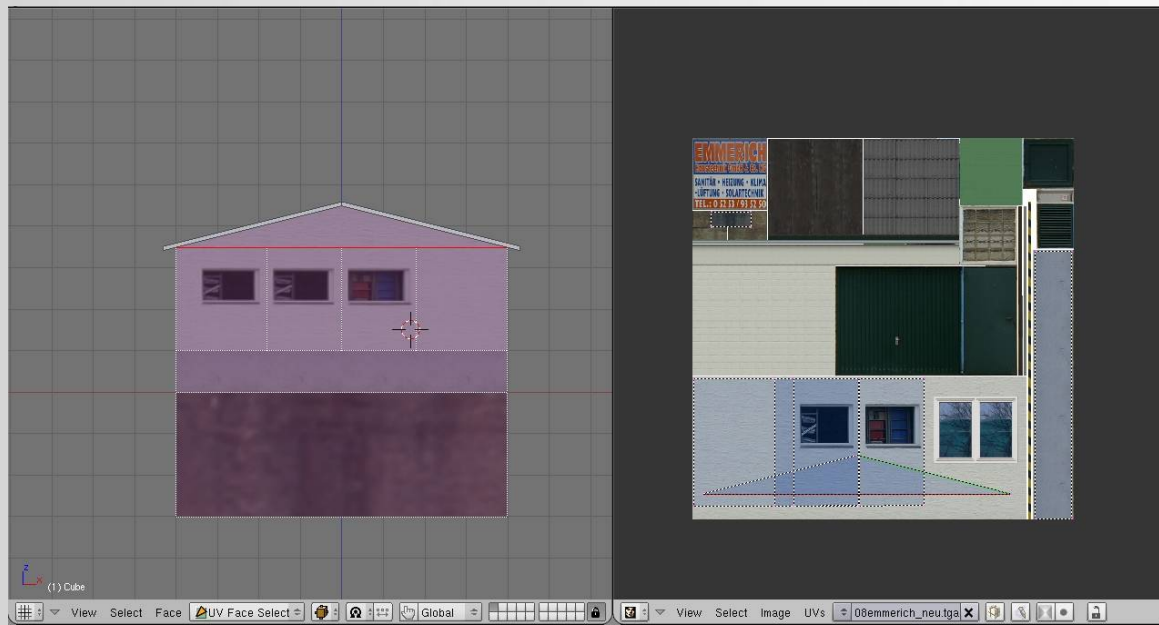 EMMERICH
SANITÄR • HEIZUNG • KLIMA
•LÜFTUNG • SOLARTECHNIK
z
x
(1) Cube
View Select Face UV Face Select Global
View Select Image UVs 08emmerich_neu.tga